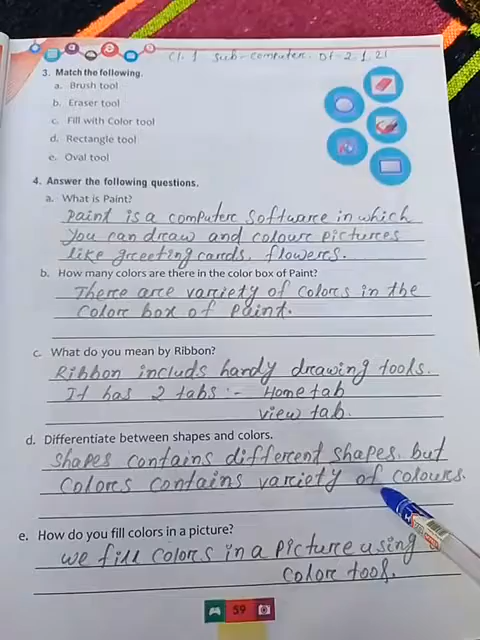 Cl. 1 Sub - Computer. Dt - 2.1.21
3. Match the following.
a. Brush tool
b. Eraser tool
c. Fill with Color tool
d. Rectangle tool
e. Oval tool
4. Answer the following questions.
a. What is Paint?
Paint is a computer software in which
you can draw and coloure pictures
like greeting cards, flowers.
b. How many colors are there in the color box of Paint?
There are variety of colors in the
Colore box of paint.
c. What do you mean by Ribbon?
Ribbon includs handy drawing tools.
It has 2 tabs :- Home tab
view tab.
d. Differentiate between shapes and colors.
shapes contains different shapes. but
Colores contains variety of colours.
e. How do you fill colors in a picture?
we fill colors in a picture using
color tool.
59